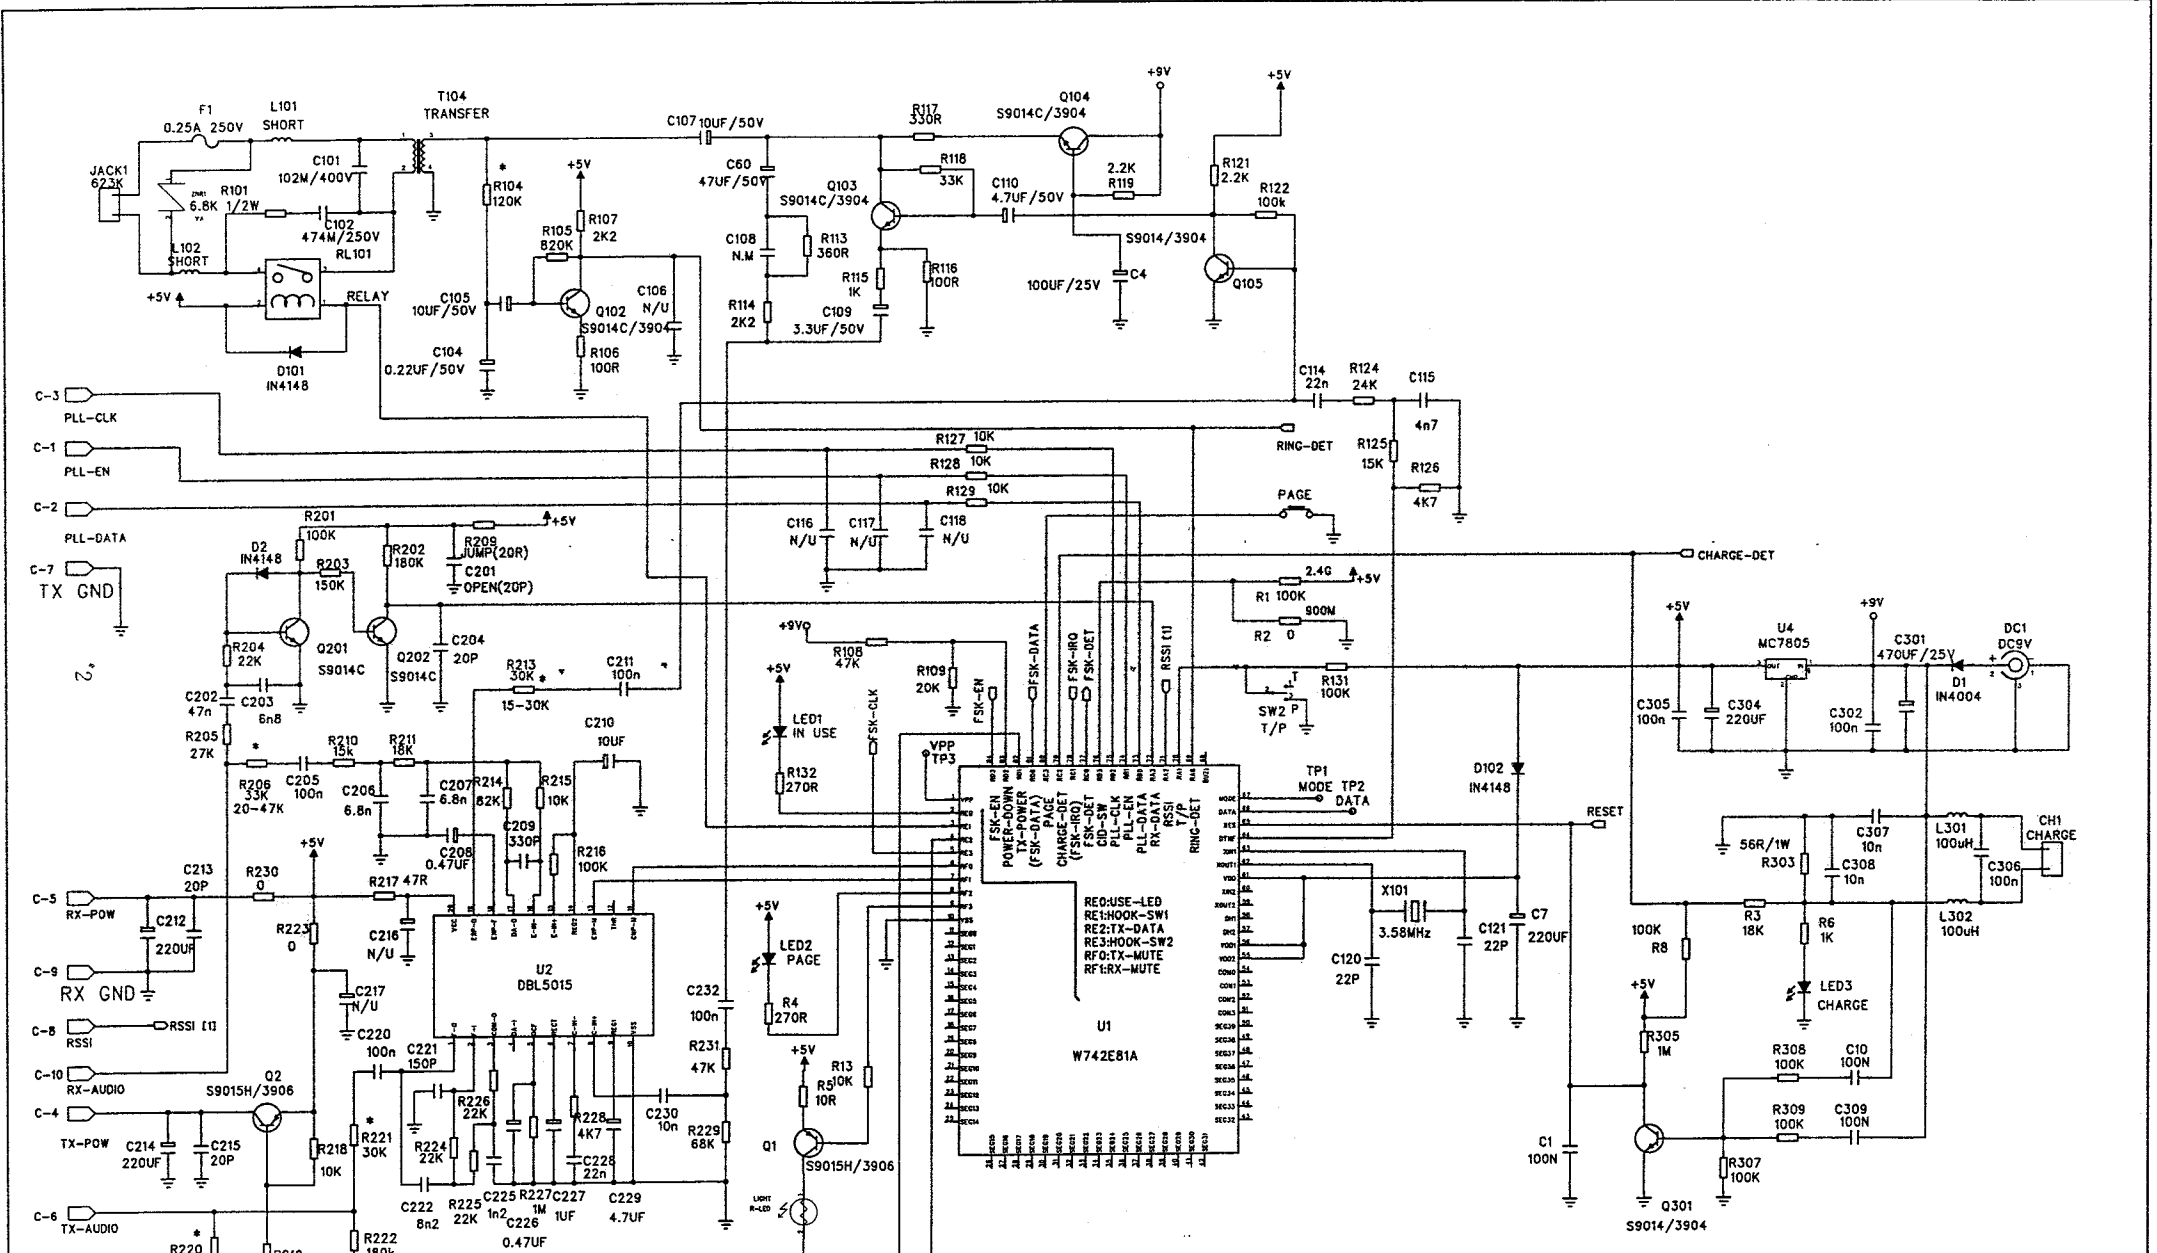 F1
0.25A 250V
L101
SHORT
T104
TRANSFER
JACK1
623K
C101
102M/400V
ZNR1
6.8K
R101
1/2W
C102
474M/250V
L102
SHORT
RL101
+5V
RELAY
D101
IN4148
*
R104
120K
+5V
R107
2K2
R105
820K
C105
10UF/50V
Q102
S9014C/3904
C106
N/U
R106
100R
C104
0.22UF/50V
C107 10UF/50V
C60
47UF/50V
C108
N.M
R113
360R
R114
2K2
R117
330R
R118
33K
Q103
S9014C/3904
R115
1K
R116
100R
C109
3.3UF/50V
C110
4.7UF/50V
Q104
S9014C/3904
+9V
2.2K
R119
C4
100UF/25V
+5V
R121
2.2K
R122
100k
S9014/3904
Q105
C114
22n
R124
24K
C115
4n7
R125
15K
R126
4K7
C-3
PLL-CLK
C-1
PLL-EN
C-2
PLL-DATA
C-7
TX GND
R127 10K
R128 10K
R129 10K
RING-DET
PAGE
C116
N/U
C117
N/U
C118
N/U
CHARGE-DET
R201
100K
D2
IN4148
R203
150K
R202
180K
R209
JUMP(20R)
+5V
C201
OPEN(20P)
R204
22K
Q201
S9014C
Q202
S9014C
C204
20P
C202
47n
C203
6n8
R205
27K
*
R206
33K
20-47K
C205
100n
R210
15k
R211
18K
C206
6.8n
C207
6.8n
R213
30K
*
15-30K
C211
100n
C210
10UF
R214
82K
R215
10K
C209
330P
C208
0.47UF
R216
100K
+9V
R108
47K
R109
20K
+5V
LED1
IN USE
R132
270R
FSK-CLK
FSK-EN
FSK-DATA
FSK-IRQ
FSK-DET
RSSI [1]
2.4G
R1 100K
+5V
900M
R2 0
R131
100K
SW2
T/P
T
P
VPP
TP3
TP1
MODE
TP2
DATA
D102
IN4148
RESET
+5V
U4
MC7805
+9V
C301
470UF/25V
DC1
DC9V
D1
IN4004
C305
100n
C304
220UF
C302
100n
56R/1W
R303
C307
10n
C308
10n
L301
100uH
C306
100n
CH1
CHARGE
L302
100uH
R3
18K
R6
1K
100K
R8
LED3
CHARGE
+5V
R305
1M
R308
100K
C10
100N
R309
100K
C309
100N
R307
100K
Q301
S9014/3904
C1
100N
X101
3.58MHz
C120
22P
C121
22P
C7
220UF
FSK-EN
POWER-DOWN
TX-POWER
(FSK-DATA)
PAGE
CHARGE-DET
(FSK-IRQ)
FSK-DET
CID-SW
PLL-CLK
PLL-EN
PLL-DATA
RX-DATA
RSSI
T/P
RING-DET
RE0:USE-LED
RE1:HOOK-SW1
RE2:TX-DATA
RE3:HOOK-SW2
RF0:TX-MUTE
RF1:RX-MUTE
U1
W742E81A
+5V
LED2
PAGE
R4
270R
+5V
R5
10R
R13
10K
Q1
S9015H/3906
LIGHT
R-LED
C-5
RX-POW
C213
20P
C212
220UF
R230
0
+5V
R217 47R
R223
0
C216
N/U
C-9
RX GND
C217
N/U
C-8
RSSI
RSSI [1]
C-10
RX-AUDIO
U2
DBL5015
C220
100n
C221
150P
C232
100n
R231
47K
C230
10n
R229
68K
Q2
S9015H/3906
C-4
TX-POW
C214
220UF
C215
20P
R218
10K
*
R221
30K
R226
22K
R224
22K
R228
4K7
C228
22n
C222
8n2
R225
22K
C225
1n2
C226
0.47UF
R227
1M
C227
1UF
C229
4.7UF
C-6
TX-AUDIO
*
R220
R222
180k